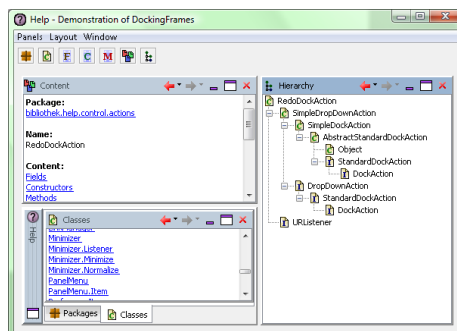 Help - Demonstration of DockingFrames
Panels Layout Window
E C M
Content
Package:
bibliothek.help.control.actions
Name:
RedoDockAction
Content:
Fields
Constructors
Methods
Help
Classes
Minimizer
Minimizer.Listener
Minimizer.Minimize
Minimizer.Normalize
PanelMenu
PanelMenu.Item
Packages
Classes
Hierarchy
RedoDockAction
SimpleDropDownAction
SimpleDockAction
AbstractStandardDockAction
Object
StandardDockAction
DockAction
DropDownAction
StandardDockAction
DockAction
URListener